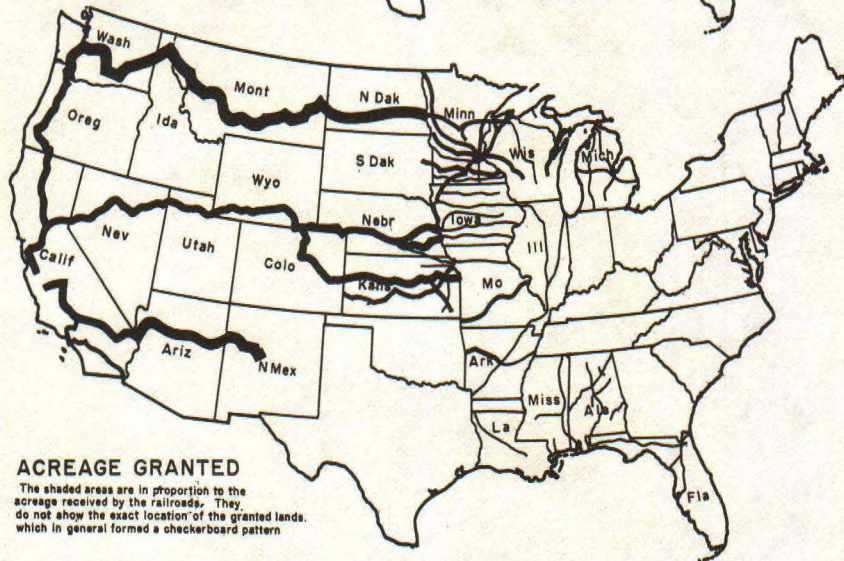 Wash
Mont
N Dak
Minn
Oreg
Ida
S Dak
Wis
Mich
Wyo
Nebr
Iowa
Nev
Utah
Ill
Calif
Colo
Kans
Mo
Ariz
N Mex
Ark
Miss
Ala
La
Fla
ACREAGE GRANTED
The shaded areas are in proportion to the
acreage received by the railroads. They
do not show the exact location of the granted lands.
which in general formed a checkerboard pattern